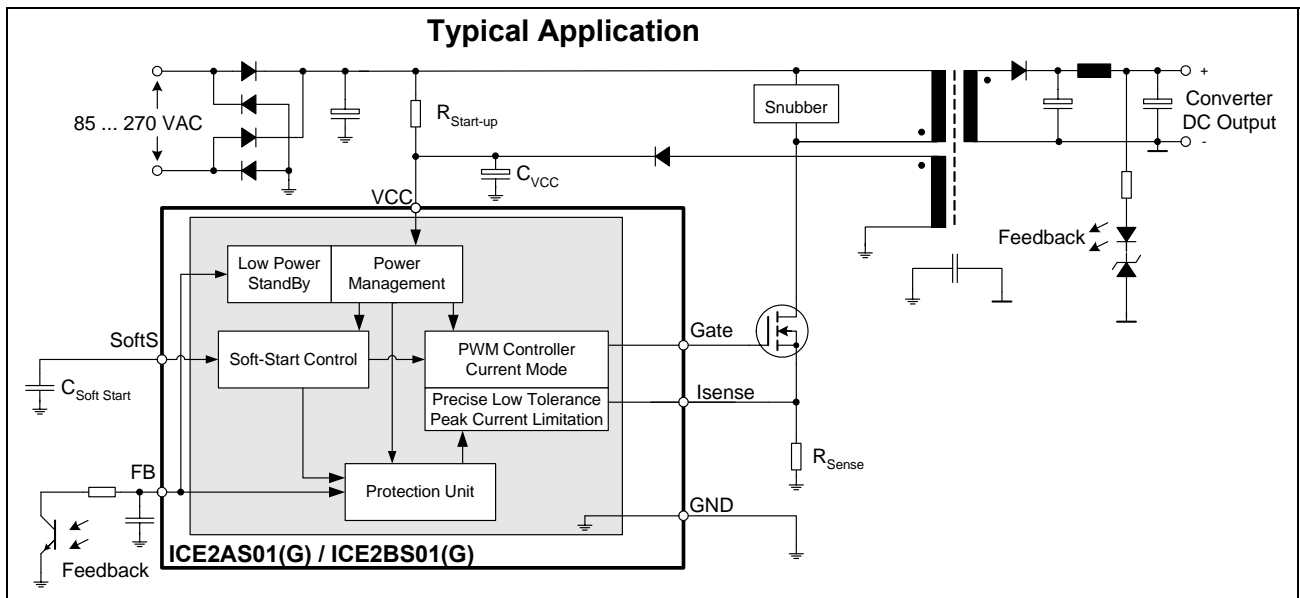 Typical Application
85 ... 270 VAC
RStart-up
Snubber
+
Converter
DC Output
-
CVCC
VCC
Feedback
Low Power
StandBy
Power
Management
SoftS
Soft-Start Control
PWM Controller
Current Mode
Gate
CSoft Start
Precise Low Tolerance
Peak Current Limitation
Isense
RSense
FB
Protection Unit
GND
Feedback
ICE2AS01(G) / ICE2BS01(G)